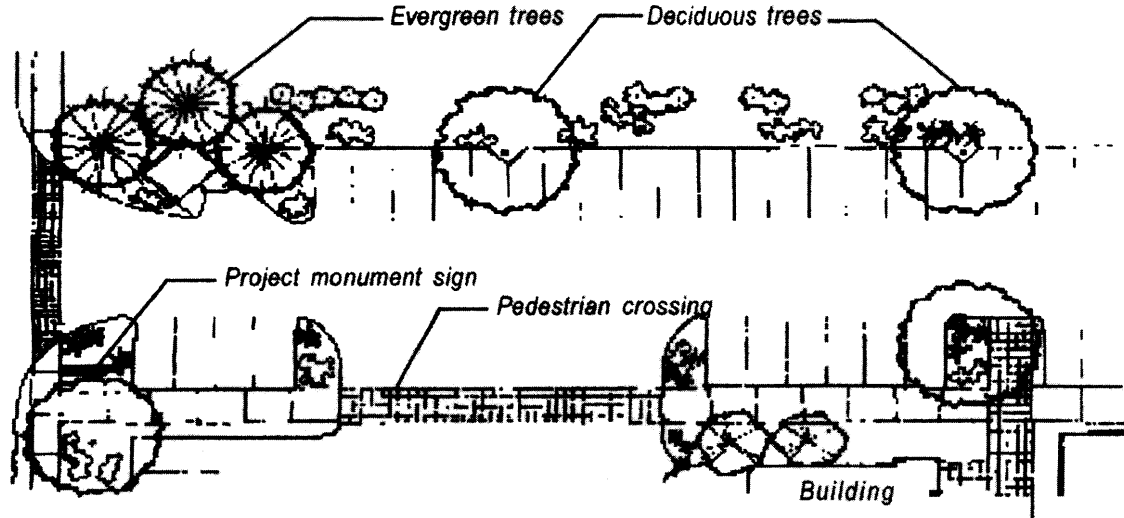 Evergreen trees
Deciduous trees
Project monument sign
Pedestrian crossing
Building